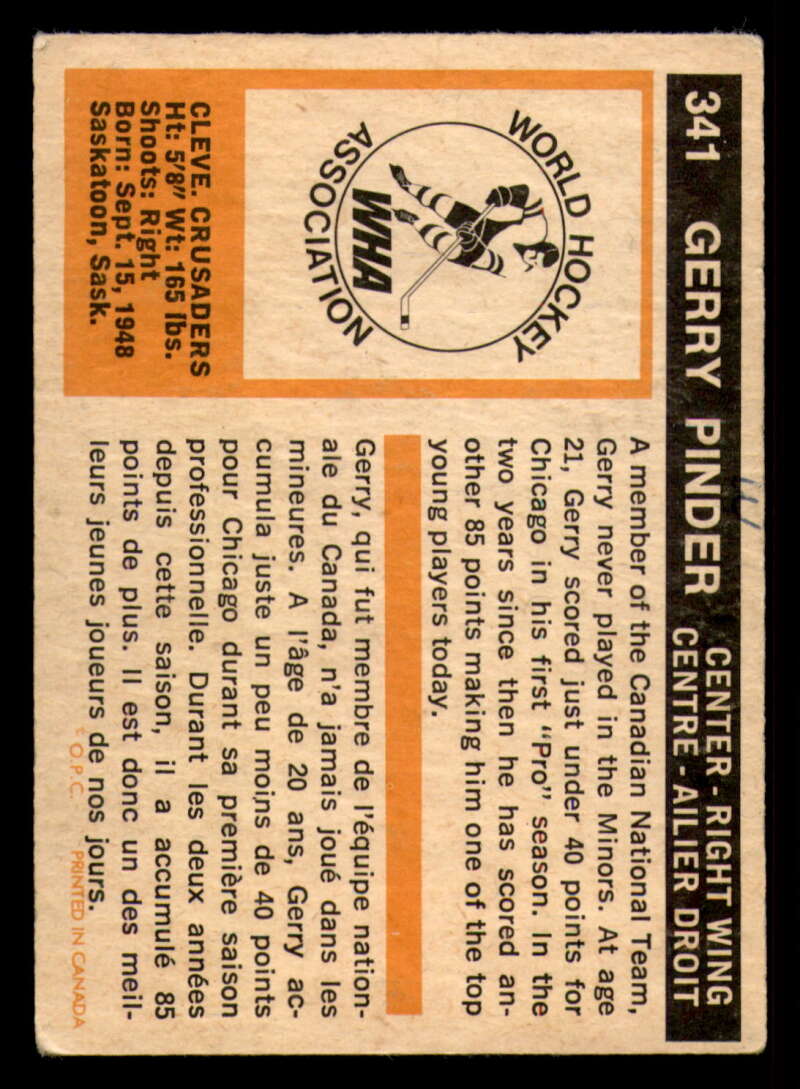 341 GERRY PINDER
CENTER - RIGHT WING
CENTRE - AILIER DROIT
WORLD HOCKEY
WHA
ASSOCIATION
CLEVE. CRUSADERS
Ht: 5'8" Wt: 165 lbs.
Shoots: Right
Born: Sept. 15, 1948
Saskatoon, Sask.
A member of the Canadian National Team,
Gerry never played in the Minors. At age
21, Gerry scored just under 40 points for
Chicago in his first "Pro" season. In the
two years since then he has scored an-
other 85 points making him one of the top
young players today.
Gerry, qui fut membre de l'équipe nation-
ale du Canada, n'a jamais joué dans les
mineures. A l'âge de 20 ans, Gerry ac-
cumula juste un peu moins de 40 points
pour Chicago durant sa première saison
professionnelle. Durant les deux années
depuis cette saison, il a accumulé 85
points de plus. Il est donc un des meil-
leurs jeunes joueurs de nos jours.
© O.P.C. PRINTED IN CANADA